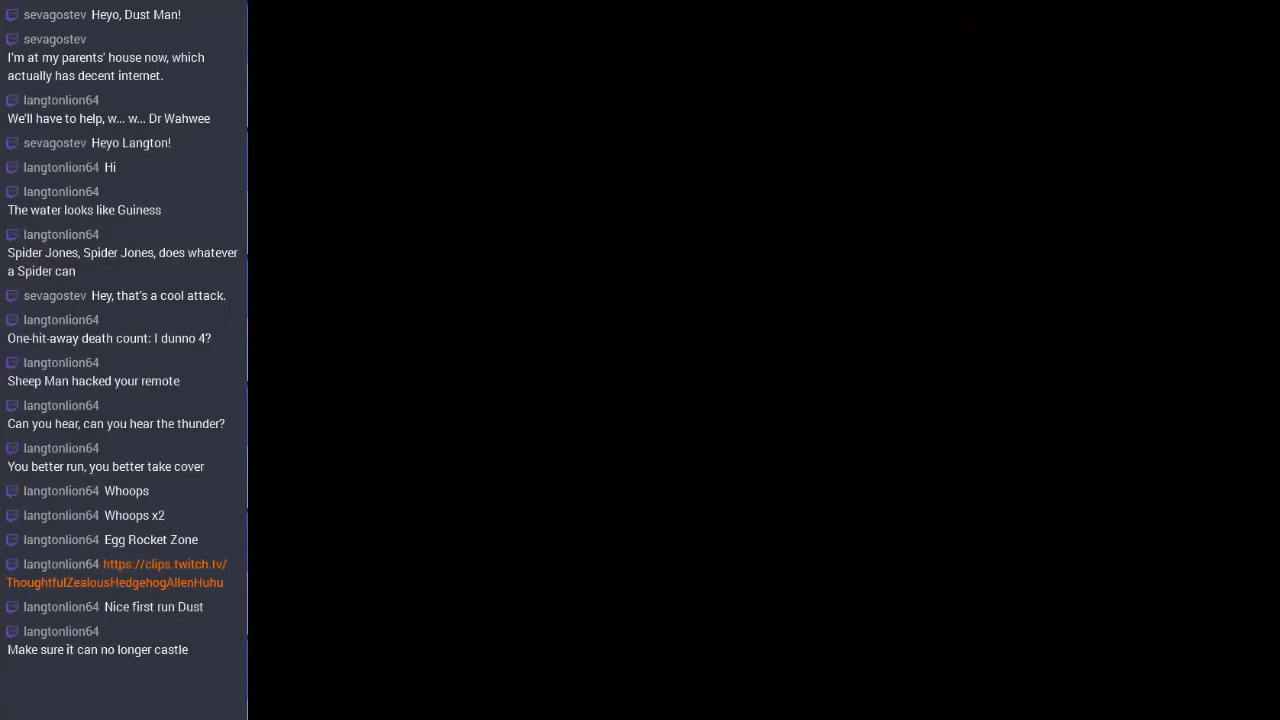 sevagostev Heyo, Dust Man!
sevagostev
I'm at my parents' house now, which
actually has decent internet.
langtonlion64
We'll have to help, w... w... Dr Wahwee
sevagostev Heyo Langton!
langtonlion64 Hi
langtonlion64
The water looks like Guiness
langtonlion64
Spider Jones, Spider Jones, does whatever
a Spider can
sevagostev Hey, that's a cool attack.
langtonlion64
One-hit-away death count: I dunno 4?
langtonlion64
Sheep Man hacked your remote
langtonlion64
Can you hear, can you hear the thunder?
langtonlion64
You better run, you better take cover
langtonlion64 Whoops
langtonlion64 Whoops x2
langtonlion64 Egg Rocket Zone
langtonlion64 https://clips.twitch.tv/
ThoughtfulZealousHedgehogAllenHuhu
langtonlion64 Nice first run Dust
langtonlion64
Make sure it can no longer castle